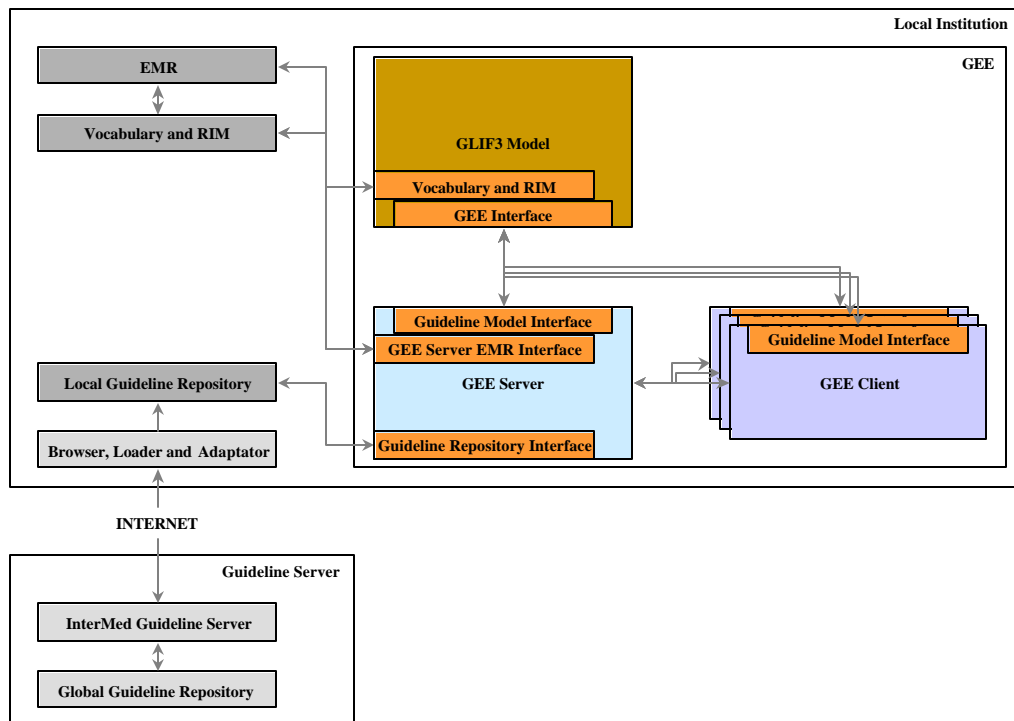 Local Institution
EMR
GEE
Vocabulary and RIM
GLIF3 Model
Vocabulary and RIM
GEE Interface
Guideline Model Interface
GEE Server EMR Interface
GEE Server
Guideline Repository Interface
Guideline Model Interface
GEE Client
Local Guideline Repository
Browser, Loader and Adaptator
INTERNET
Guideline Server
InterMed Guideline Server
Global Guideline Repository